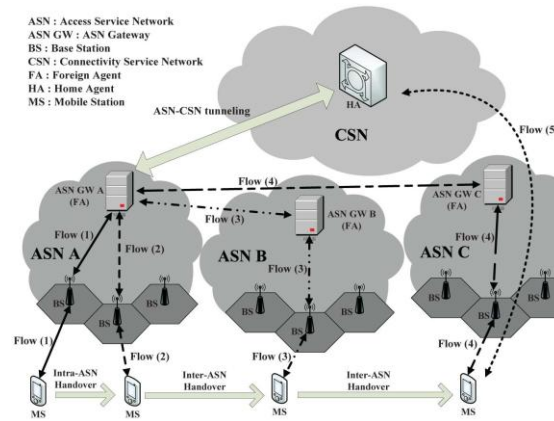 ASN : Access Service Network
ASN GW : ASN Gateway
BS : Base Station
CSN : Connectivity Service Network
FA : Foreign Agent
HA : Home Agent
MS : Mobile Station
HA
CSN
ASN-CSN tunneling
Flow (5
ASN GW A
(FA)
Flow (4)
ASN GW C
(FA)
Flow (3)
ASN GW B
(FA)
Flow (1)
Flow (2)
Flow (4)
ASN A
ASN B
Flow (3)
ASN C
BS
BS
BS
BS
BS
BS
BS
BS
BS
Flow (1)
Flow (2)
Flow (3)
Flow (4)
Intra-ASN
Handover
Inter-ASN
Handover
Inter-ASN
Handover
MS
MS
MS
MS